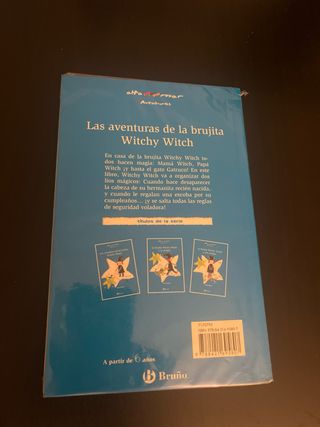 altamar
Aventuras
Las aventuras de la brujita
Witchy Witch
En casa de la brujita Witchy Witch to-
dos hacen magia: Mamá Witch, Papá
Witch ¡y hasta el gato Gatruco! En este
libro, Witchy Witch va a organizar dos
líos mágicos: Cuando hace desaparecer
la cabeza de su hermanita recién nacida,
y cuando le regalan una escoba por su
cumpleaños... ¡y se salta todas las reglas
de seguridad voladora!
títulos de la serie
A partir de 6 años
Bruño